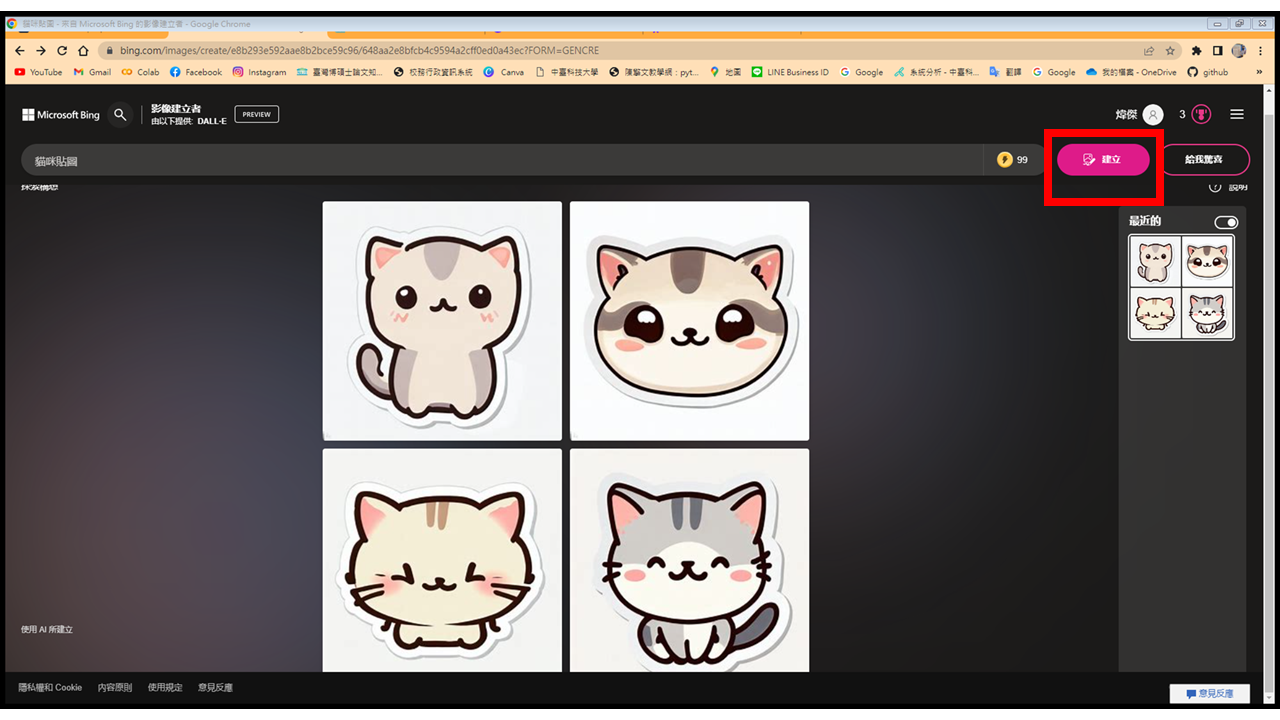 貓咪貼圖 - 來自 Microsoft Bing 的影像建立者 - Google Chrome
bing.com/images/create/e8b293e592aae8b2bce59c96/648aa2e8bfcb4c9594a2cff0ed0a43ec?FORM=GENCRE
YouTube Gmail Colab Facebook Instagram 臺灣博碩士論文知... 校務行政資訊系統 Canva 中臺科技大學 陳擎文教學網：pyt... 地圖 LINE Business ID Google 系統分析 - 中臺科... 翻譯 Google 我的檔案 - OneDrive github »
Microsoft Bing 影像建立者 PREVIEW 煒傑 3
由以下提供: DALL-E
貓咪貼圖 99 建立 給我驚喜
探索構想 說明
最近的
使用 AI 所建立
隱私權和 Cookie 內容原則 使用規定 意見反應
意見反應